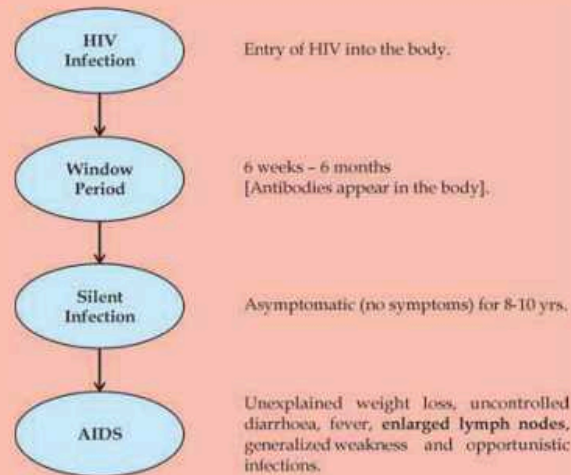 HIV
Infection
Entry of HIV into the body.
Window
Period
6 weeks – 6 months
[Antibodies appear in the body].
Silent
Infection
Asymptomatic (no symptoms) for 8-10 yrs.
AIDS
Unexplained weight loss, uncontrolled
diarrhoea, fever, enlarged lymph nodes,
generalized weakness and opportunistic
infections.